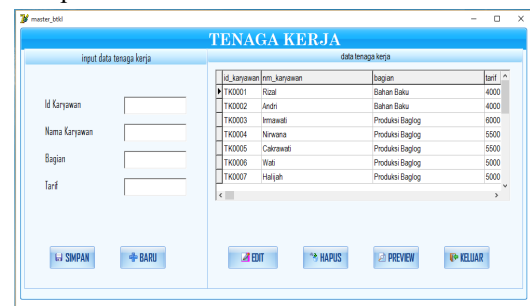 master_btkl
TENAGA KERJA
input data tenaga kerja
data tenaga kerja
Id Karyawan
Nama Karyawan
Bagian
Tarif
id_karyawan nm_karyawan bagian tarif
TK0001 Rizal Bahan Baku 4000
TK0002 Andri Bahan Baku 4000
TK0003 Irmawati Produksi Baglog 6000
TK0004 Nirwana Produksi Baglog 5500
TK0005 Cakrawati Produksi Baglog 5500
TK0006 Wati Produksi Baglog 5000
TK0007 Halijah Produksi Baglog 5000
SIMPAN BARU EDIT HAPUS PREVIEW KELUAR